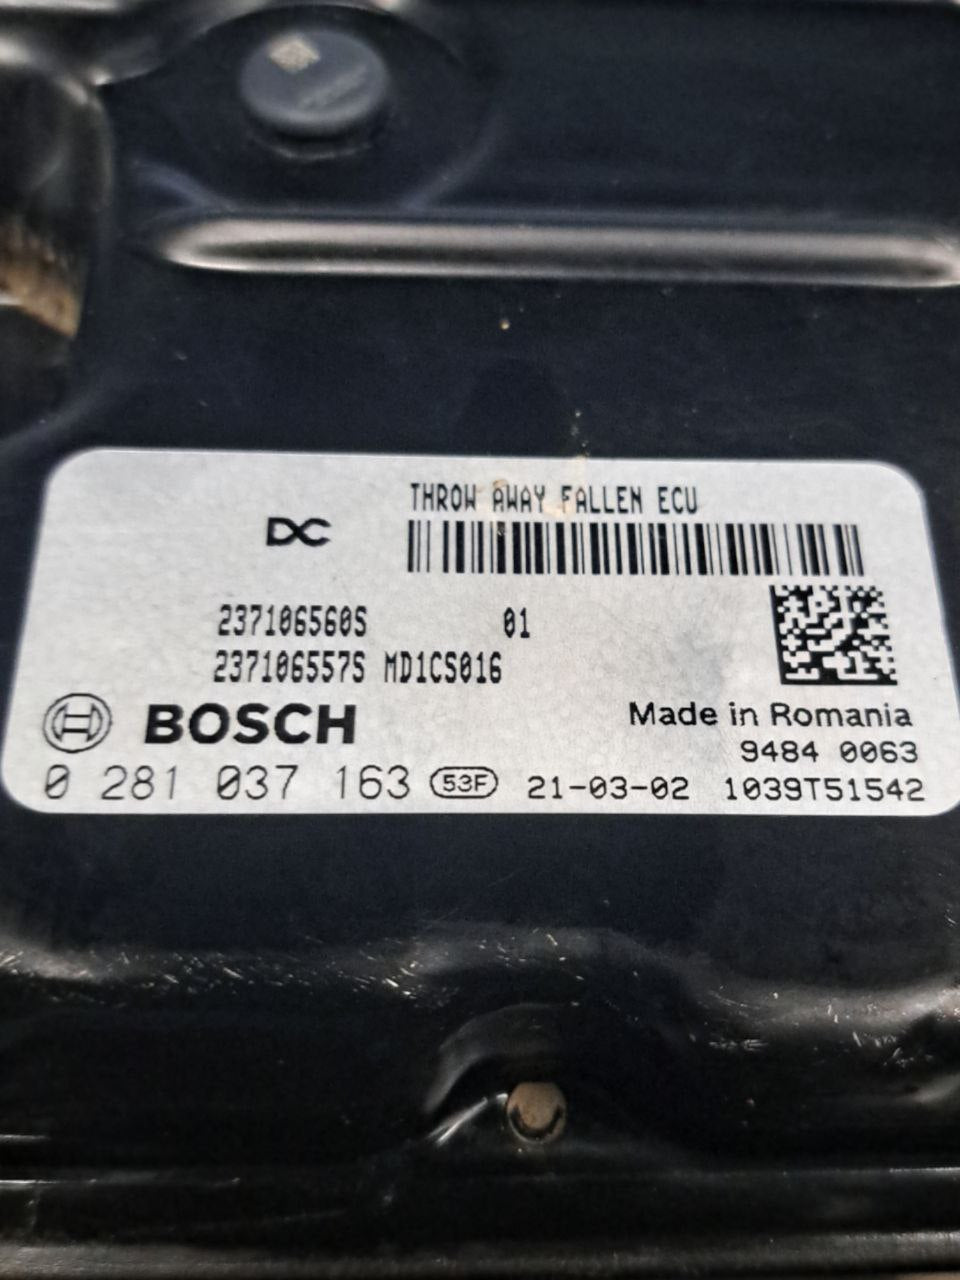 THROW AWAY FALLEN ECU
DC
237106560S 01
237106557S MD1CS016
BOSCH
Made in Romania
9484 0063
0 281 037 163 53F 21-03-02 1039T51542